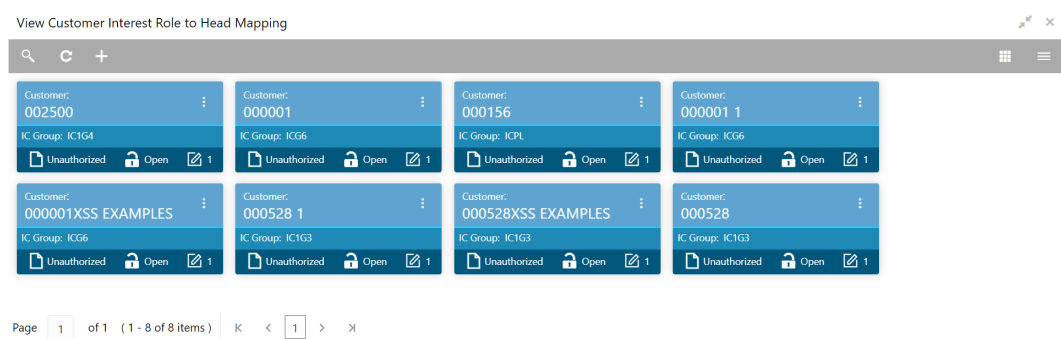 View Customer Interest Role to Head Mapping
Customer: Customer: Customer: Customer:
002500 000001 000156 000001 1
IC Group: IC1G4 IC Group: ICG6 IC Group: ICPL IC Group: ICG6
Unauthorized Open 1 Unauthorized Open 1 Unauthorized Open 1 Unauthorized Open 1
Customer: Customer: Customer: Customer:
000001XSS EXAMPLES 000528 1 000528XSS EXAMPLES 000528
IC Group: ICG6 IC Group: IC1G3 IC Group: IC1G3 IC Group: IC1G3
Unauthorized Open 1 Unauthorized Open 1 Unauthorized Open 1 Unauthorized Open 1
Page 1 of 1 ( 1 - 8 of 8 items ) 1